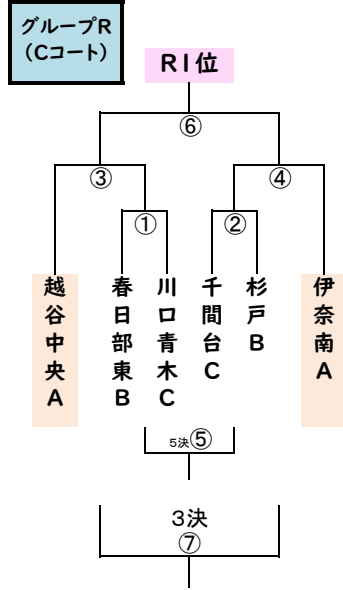 グループR
(Cコート)
R1位
⑥
③
④
①
②
越谷中央A
春日部東B
川口青木C
千間台C
杉戸B
伊奈南A
5決⑤
3決
⑦